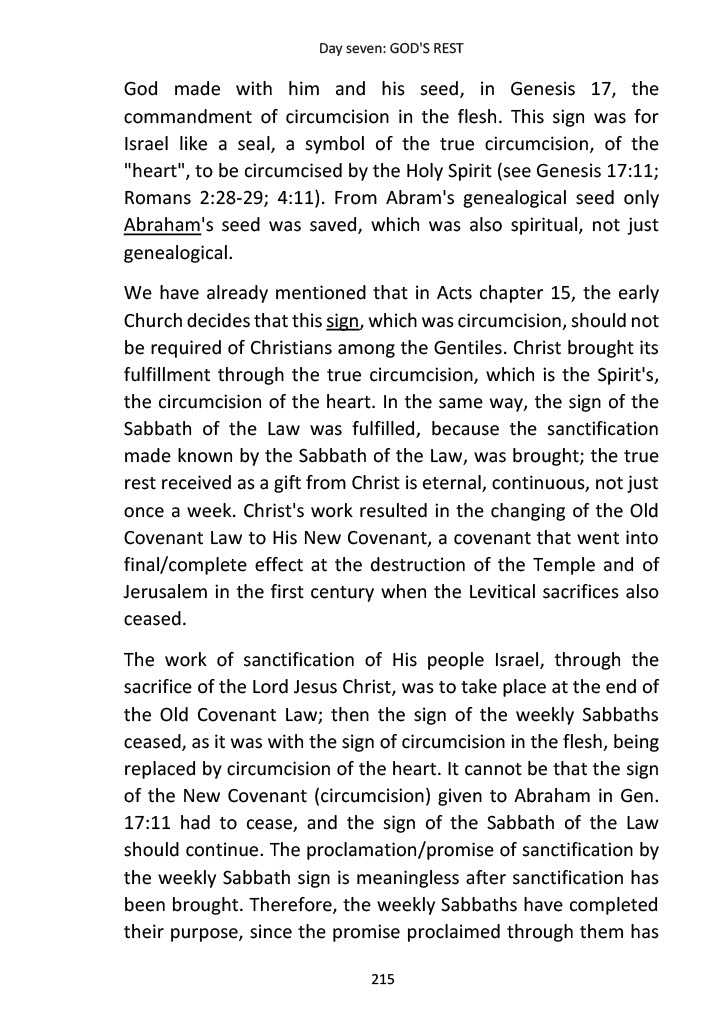 Day seven: GOD'S REST
God made with him and his seed, in Genesis 17, the
commandment of circumcision in the flesh. This sign was for
Israel like a seal, a symbol of the true circumcision, of the
"heart", to be circumcised by the Holy Spirit (see Genesis 17:11;
Romans 2:28-29; 4:11). From Abram's genealogical seed only
Abraham's seed was saved, which was also spiritual, not just
genealogical.
We have already mentioned that in Acts chapter 15, the early
Church decides that this sign, which was circumcision, should not
be required of Christians among the Gentiles. Christ brought its
fulfillment through the true circumcision, which is the Spirit's,
the circumcision of the heart. In the same way, the sign of the
Sabbath of the Law was fulfilled, because the sanctification
made known by the Sabbath of the Law, was brought; the true
rest received as a gift from Christ is eternal, continuous, not just
once a week. Christ's work resulted in the changing of the Old
Covenant Law to His New Covenant, a covenant that went into
final/complete effect at the destruction of the Temple and of
Jerusalem in the first century when the Levitical sacrifices also
ceased.
The work of sanctification of His people Israel, through the
sacrifice of the Lord Jesus Christ, was to take place at the end of
the Old Covenant Law; then the sign of the weekly Sabbaths
ceased, as it was with the sign of circumcision in the flesh, being
replaced by circumcision of the heart. It cannot be that the sign
of the New Covenant (circumcision) given to Abraham in Gen.
17:11 had to cease, and the sign of the Sabbath of the Law
should continue. The proclamation/promise of sanctification by
the weekly Sabbath sign is meaningless after sanctification has
been brought. Therefore, the weekly Sabbaths have completed
their purpose, since the promise proclaimed through them has
215